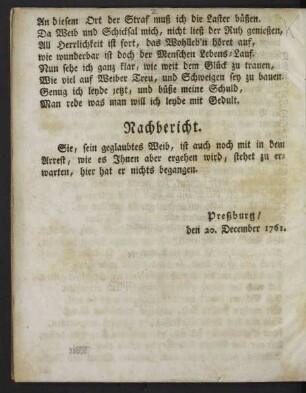 An diesem Ort der Straf muß ich die Laster büßen.
Da Weib und Schicksal mich, nicht ließ der Ruh genießen,
All Herrlichkeit ist fort, das Wohlleb'n höret auf,
wie wunderbar ist doch der Menschen Lebens-Lauf.
Nun sehe ich ganz klar, wie weit dem Glück zu trauen,
Wie viel auf Weiber Treu, und Schweigen sey zu bauen.
Genug ich leyde jetzt, und büße meine Schuld,
Man rede was man will ich leyde mit Gedult.
Nachbericht.
Sie, sein geglaubtes Weib, ist auch noch mit in dem
Arrest, wie es Ihnen aber ergehen wird, stehet zu er-
warten, hier hat er nichts begangen.
Preßburg/
den 20. December 1761.